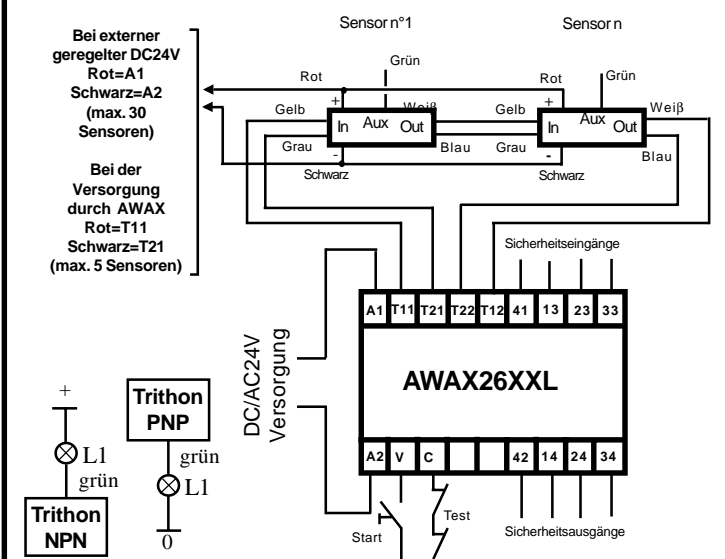 Bei externer
geregelter DC24V
Rot=A1
Schwarz=A2
(max. 30
Sensoren)
Bei der
Versorgung
durch AWAX
Rot=T11
Schwarz=T21
(max. 5 Sensoren)
Sensor n°1
Sensor n
Grün
Grün
Rot
Rot
+
+
Gelb
Weiß
Gelb
Weiβ
In Aux Out
In Aux Out
Grau
Blau
Grau
Blau
-
-
Schwarz
Schwarz
Sicherheitseingänge
A1 T11 T21 T22 T12 41 13 23 33
DC/AC24V
Versorgung
AWAX26XXL
A2 V C 42 14 24 34
Start
Test
Sicherheitsausgänge
+
L1
grün
Trithon
NPN
Trithon
PNP
grün
L1
0